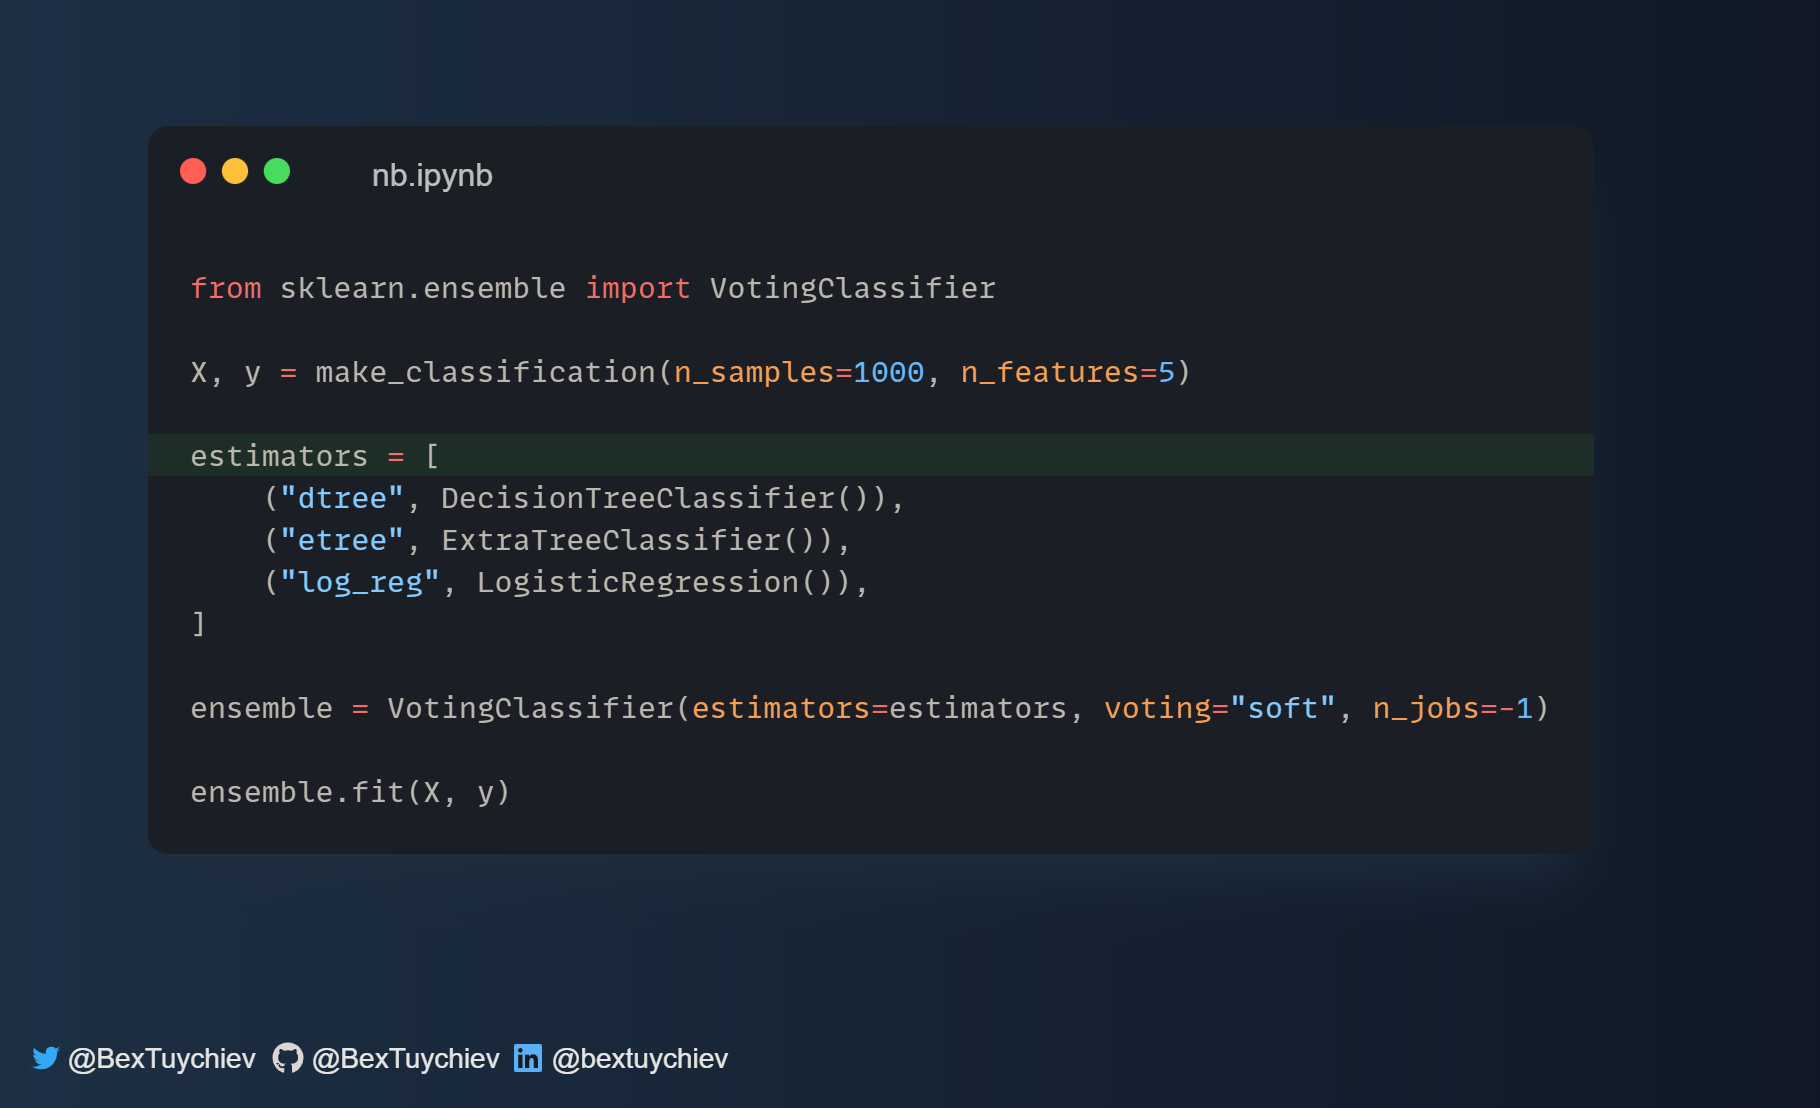 nb.ipynb
from sklearn.ensemble import VotingClassifier
X, y = make_classification(n_samples=1000, n_features=5)
estimators = [
    ("dtree", DecisionTreeClassifier()),
    ("etree", ExtraTreeClassifier()),
    ("log_reg", LogisticRegression()),
]
ensemble = VotingClassifier(estimators=estimators, voting="soft", n_jobs=-1)
ensemble.fit(X, y)
@BexTuychiev @BexTuychiev in @bextuychiev